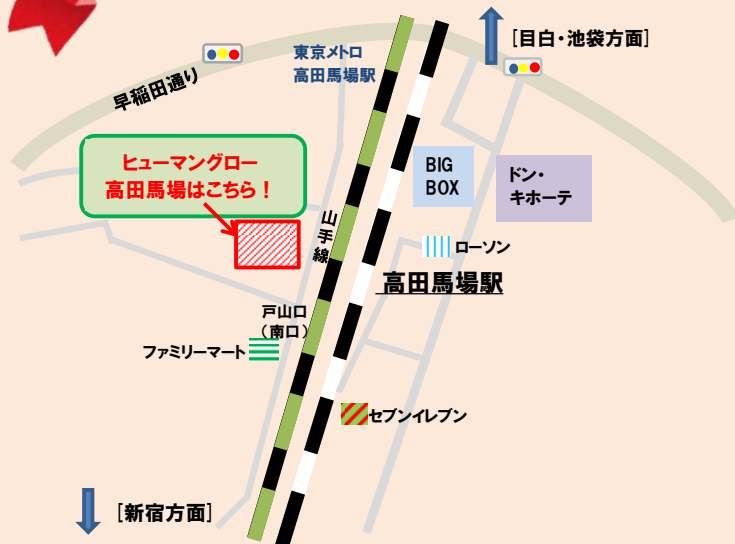 [目白・池袋方面]
東京メトロ
高田馬場駅
早稲田通り
ヒューマングロー
高田馬場はこちら！
BIG
BOX
ドン・
キホーテ
山手線
ローソン
高田馬場駅
戸山口
（南口）
ファミリーマート
セブンイレブン
[新宿方面]